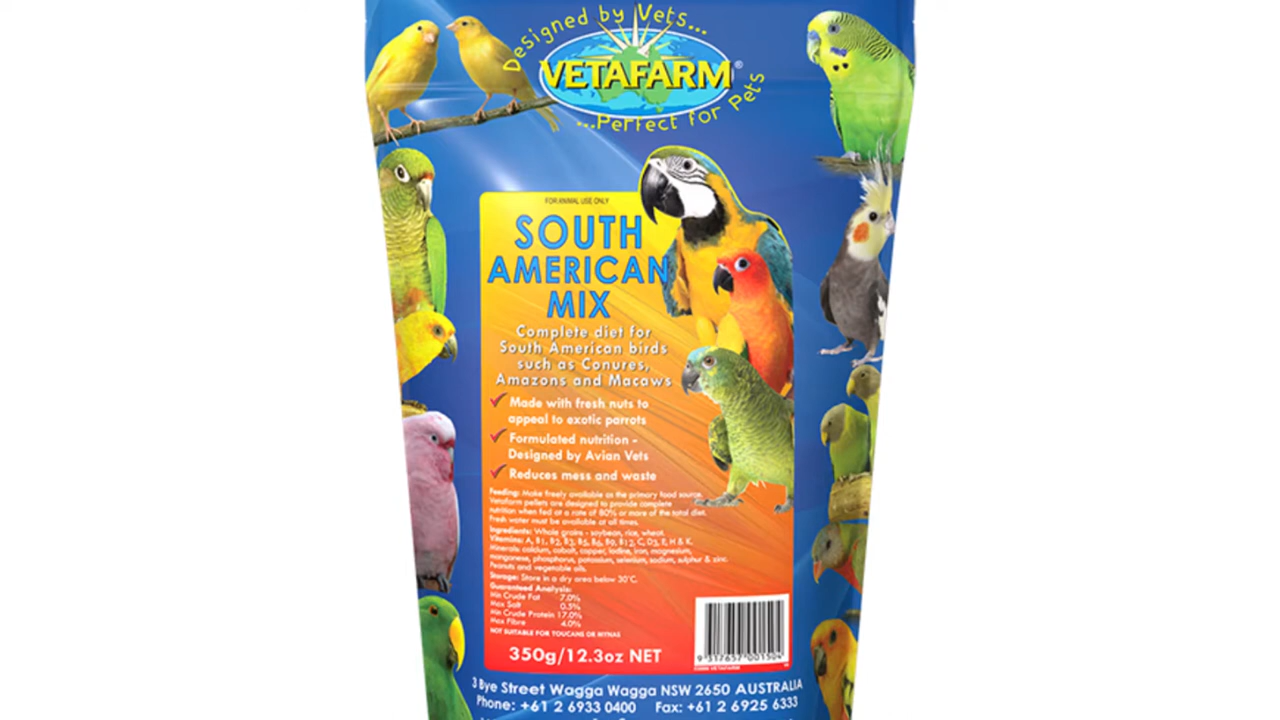 Designed by Vets...
VETAFARM®
...Perfect for Pets
FOR ANIMAL USE ONLY
SOUTH
AMERICAN
MIX
Complete diet for
South American birds
such as Conures,
Amazons and Macaws
Made with fresh nuts to
appeal to exotic parrots
Formulated nutrition -
Designed by Avian Vets
Reduces mess and waste
Feeding: Make freely available as the primary food source.
Vetafarm pellets are designed to provide complete
nutrition when fed at a rate of 80% or more of the total diet.
Fresh water must be available at all times.
Ingredients: Whole grains - soybean, rice, wheat.
Vitamins: A, B1, B2, B3, B5, B6, B9, B12, C, D3, E, H & K.
Minerals: calcium, cobalt, copper, iodine, iron, magnesium,
manganese, phosphorus, potassium, selenium, sodium, sulphur & zinc.
Peanuts and vegetable oils.
Storage: Store in a dry area below 30°C.
Guaranteed Analysis:
Min Crude Fat 7.0%
Max Salt 0.5%
Min Crude Protein 17.0%
Max Fibre 4.0%
NOT SUITABLE FOR TOUCANS OR MYNAS
350g/12.3oz NET
9 317657 001504
3 Bye Street Wagga Wagga NSW 2650 AUSTRALIA
Phone: +61 2 6933 0400 Fax: +61 2 6925 6333